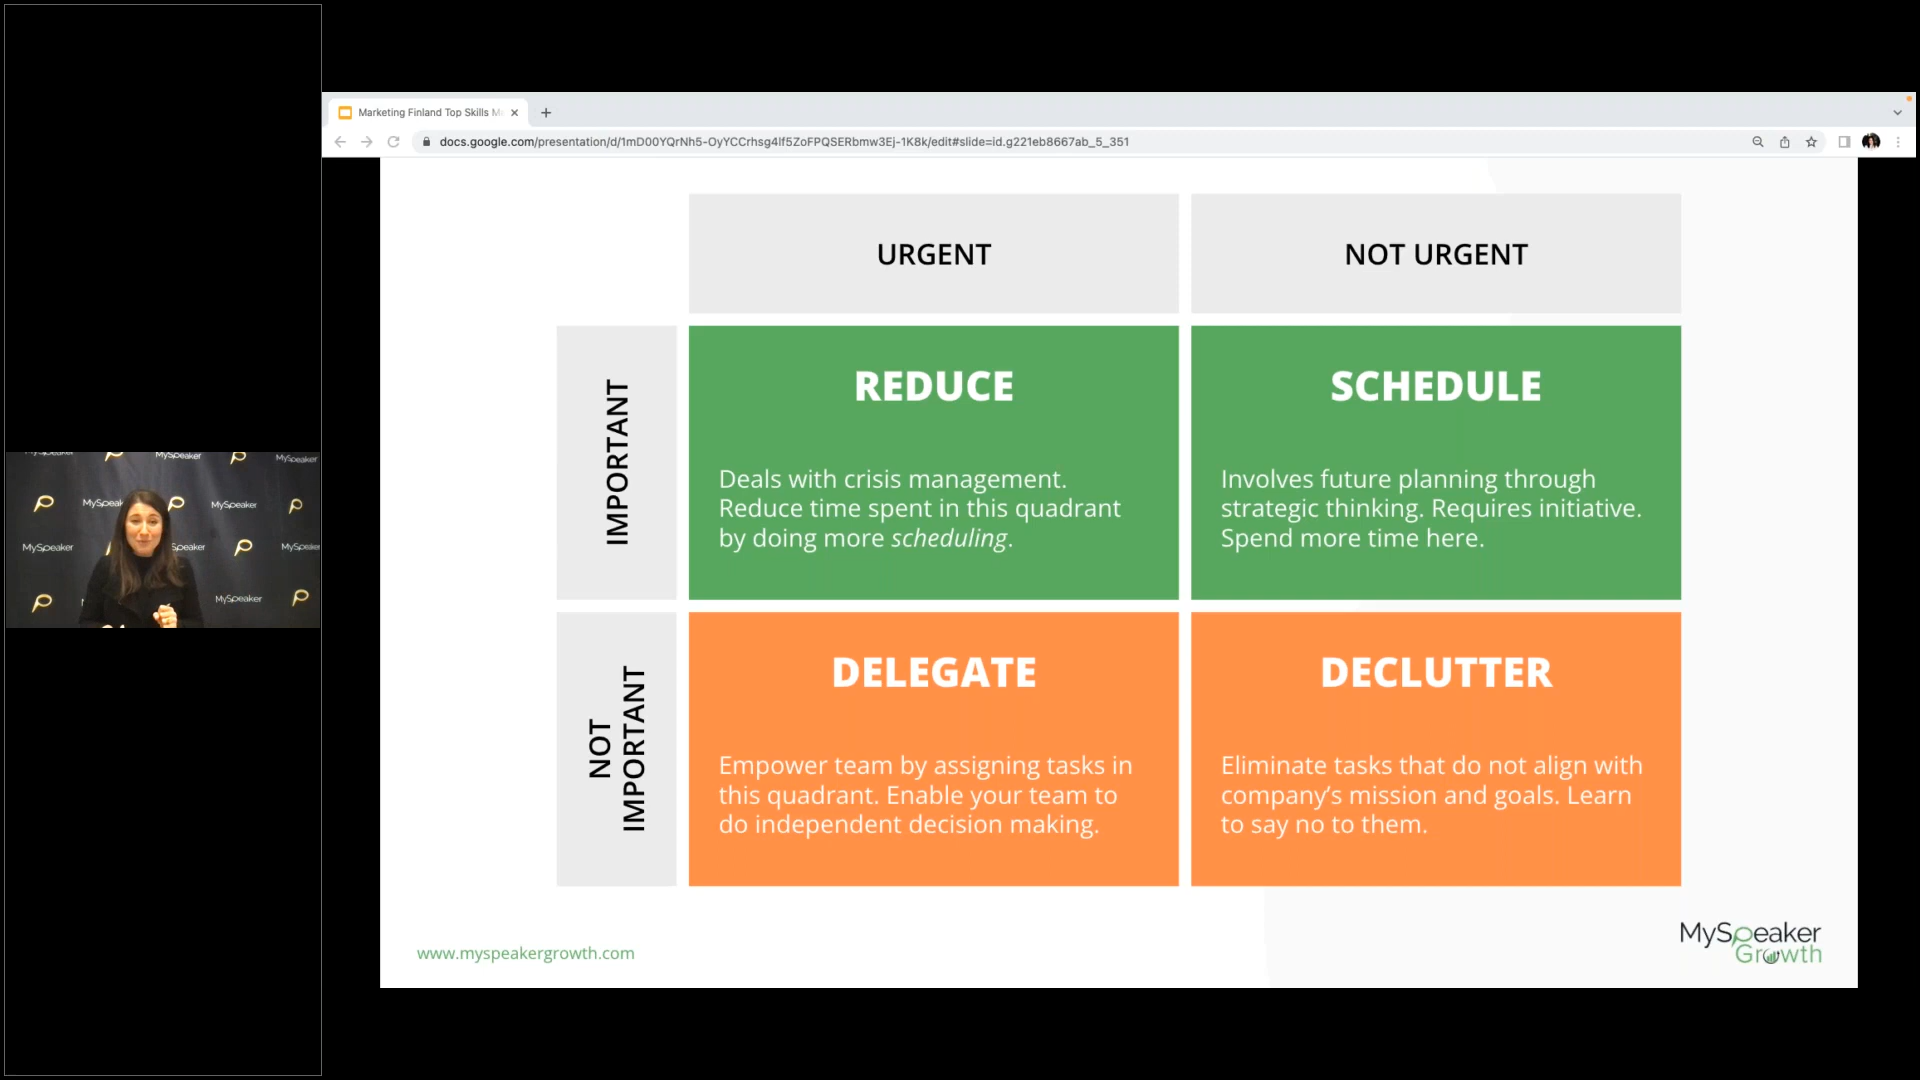 Marketing Finland Top Skills M
docs.google.com/presentation/d/1mD00YQrNh5-OyYCCrhsg4lf5ZoFPQSERbmw3Ej-1K8k/edit#slide=id.g221eb8667ab_5_351
URGENT
NOT URGENT
IMPORTANT
REDUCE
Deals with crisis management.
Reduce time spent in this quadrant
by doing more scheduling.
SCHEDULE
Involves future planning through
strategic thinking. Requires initiative.
Spend more time here.
NOT
IMPORTANT
DELEGATE
Empower team by assigning tasks in
this quadrant. Enable your team to
do independent decision making.
DECLUTTER
Eliminate tasks that do not align with
company's mission and goals. Learn
to say no to them.
www.myspeakergrowth.com
MySpeaker
Growth
MySpeaker
MySpeaker
MySpeak
MySpeaker
MySpeaker
Speaker
MySpeaker
MySpeaker